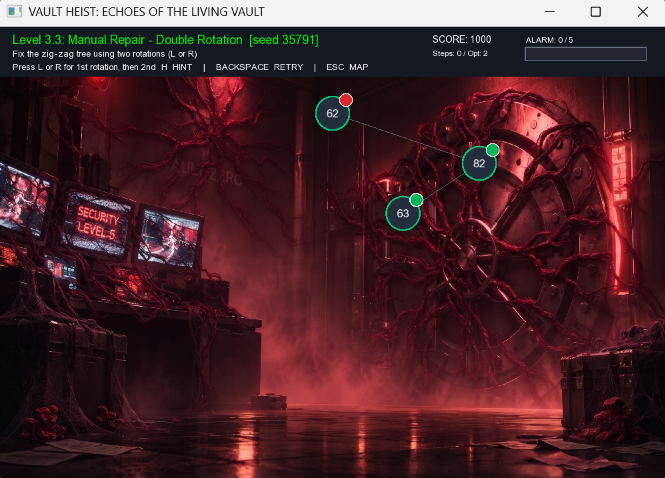 VAULT HEIST: ECHOES OF THE LIVING VAULT
Level 3.3: Manual Repair - Double Rotation [seed 35791]
SCORE: 1000
ALARM: 0 / 5
Fix the zig-zag tree using two rotations (L or R)
Steps: 0 / Opt: 2
Press L or R for 1st rotation, then 2nd H HINT | BACKSPACE RETRY | ESC MAP
62
82
63
SECURITY
LEVEL 5